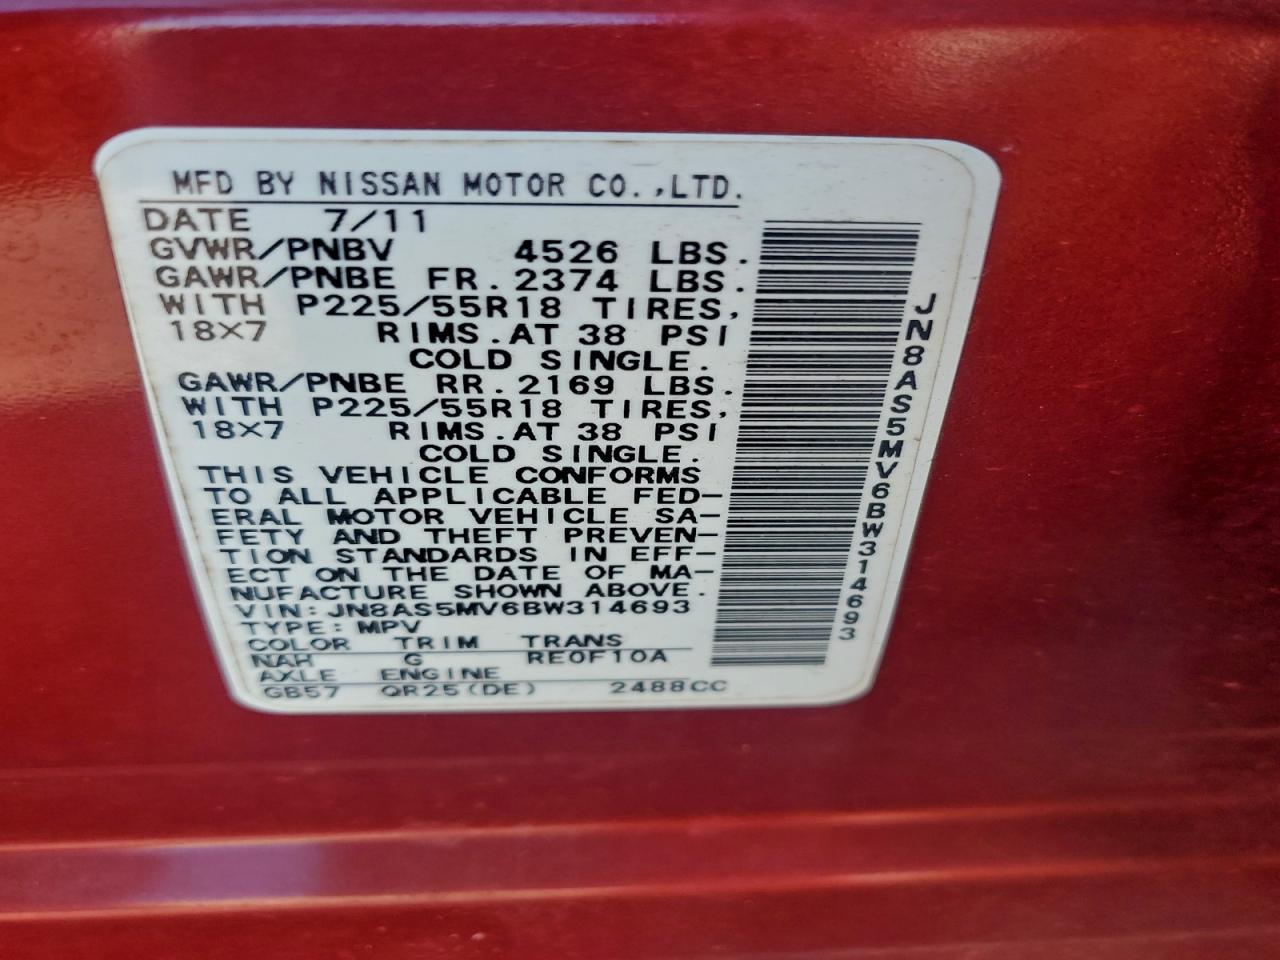 MFD BY NISSAN MOTOR CO.,LTD.
DATE 7/11
GVWR/PNBV 4526 LBS.
GAWR/PNBE FR.2374 LBS.
WITH P225/55R18 TIRES,
18X7 RIMS.AT 38 PSI
COLD SINGLE.
GAWR/PNBE RR.2169 LBS.
WITH P225/55R18 TIRES,
18X7 RIMS.AT 38 PSI
COLD SINGLE.
THIS VEHICLE CONFORMS
TO ALL APPLICABLE FED-
ERAL MOTOR VEHICLE SA-
FETY AND THEFT PREVEN-
TION STANDARDS IN EFF-
ECT ON THE DATE OF MA-
NUFACTURE SHOWN ABOVE.
VIN:JN8AS5MV6BW314693
TYPE:MPV
COLOR TRIM TRANS
NAH G RE0F10A
AXLE ENGINE
GB57 QR25(DE) 2488CC
JN8AS5MV6BW314693